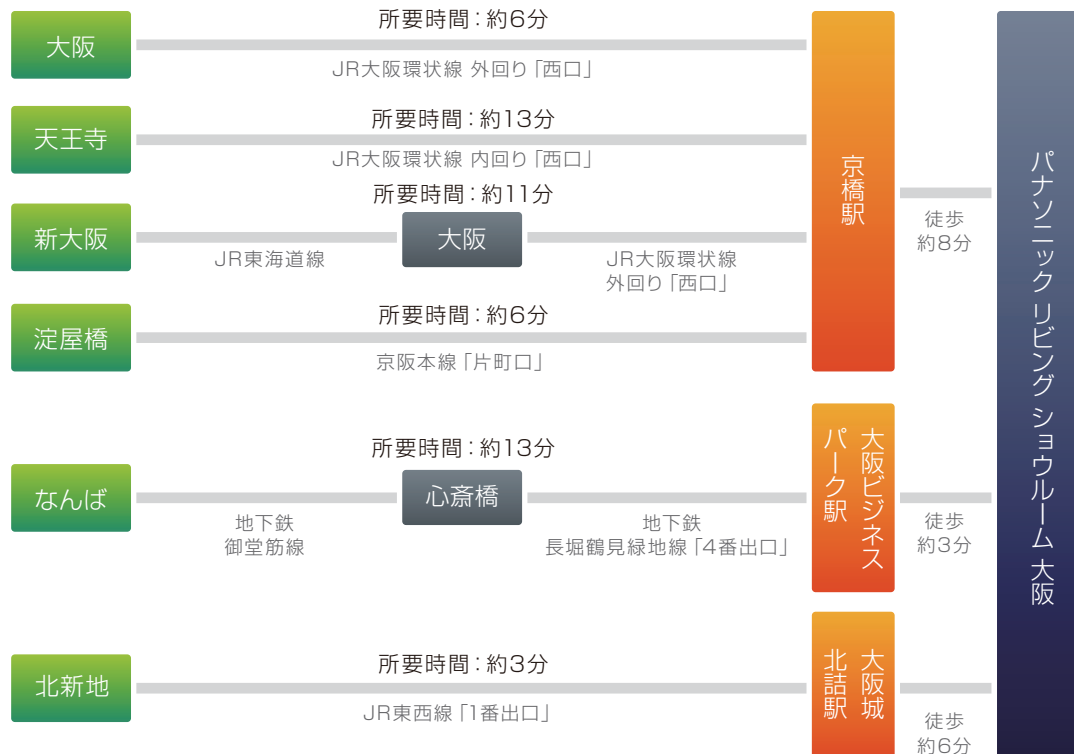 大阪
所要時間：約6分
JR大阪環状線 外回り「西口」
天王寺
所要時間：約13分
JR大阪環状線 内回り「西口」
新大阪
所要時間：約11分
JR東海道線
大阪
JR大阪環状線
外回り「西口」
淀屋橋
所要時間：約6分
京阪本線「片町口」
京橋駅
徒歩
約8分
なんば
所要時間：約13分
地下鉄
御堂筋線
心斎橋
地下鉄
長堀鶴見緑地線「4番出口」
大阪ビジネス
パーク駅
徒歩
約3分
北新地
所要時間：約3分
JR東西線「1番出口」
大阪城
北詰駅
徒歩
約6分
パナソニック リビング ショウルーム 大阪